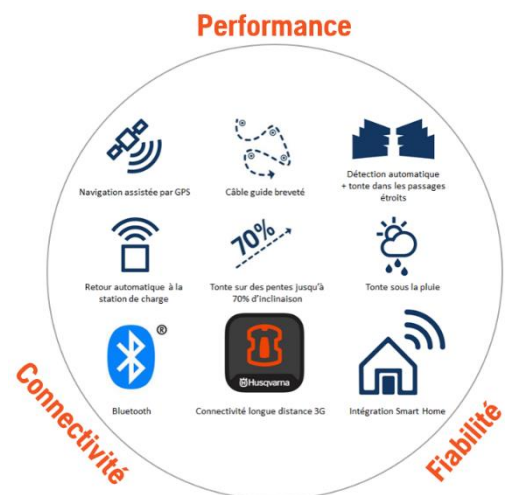 Performance
Navigation assistée par GPS
Câble guide breveté
Détection automatique
+ tonte dans les passages
étroits
Retour automatique à la
station de charge
70%
Tonte sur des pentes jusqu'à
70% d'inclinaison
Tonte sous la pluie
®
Bluetooth
Husqvarna
Connectivité longue distance 3G
Intégration Smart Home
Connectivité
Fiabilité